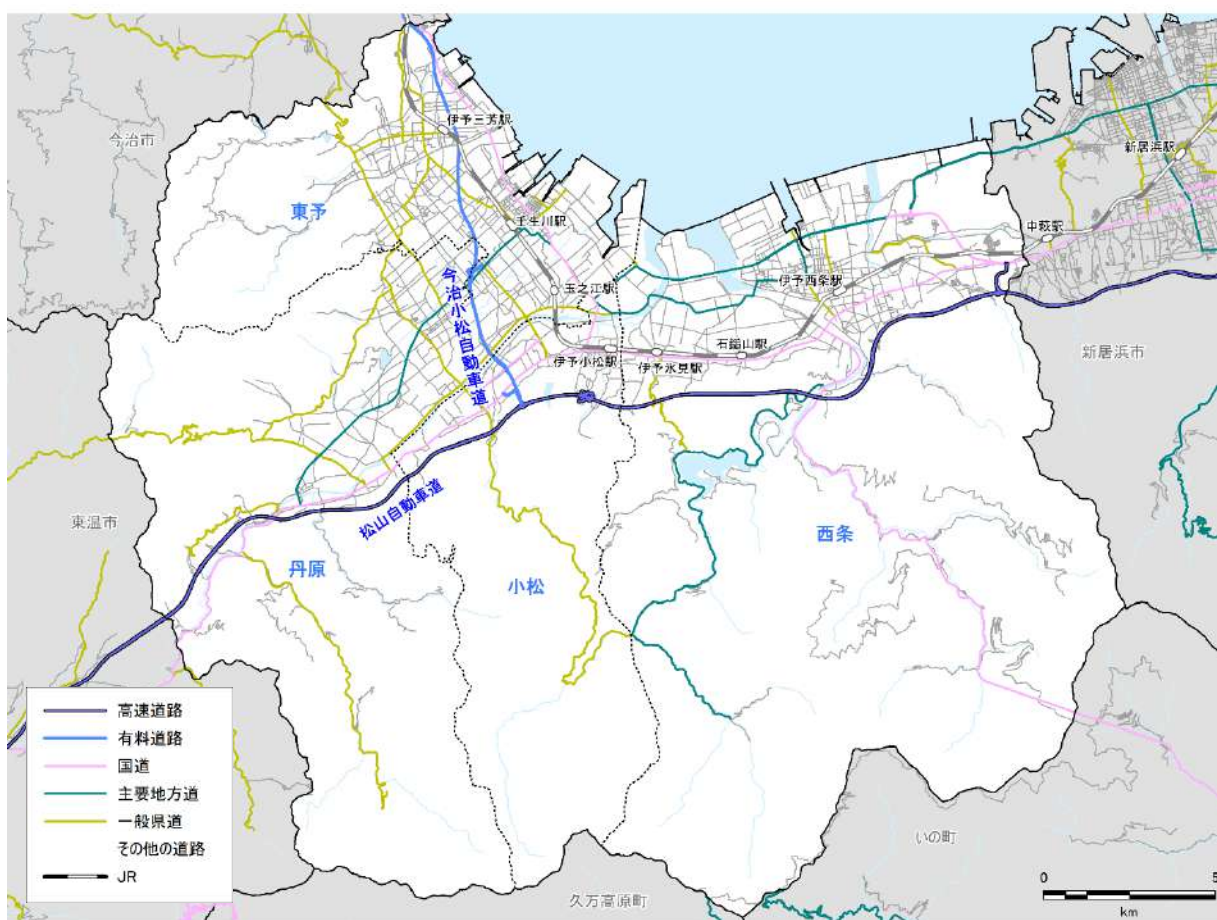 今治市
伊予三芳駅
新居浜駅
東予
壬生川駅
中萩駅
今治小松自動車道
玉之江駅
伊予西条駅
石鎚山駅
伊予小松駅
伊予氷見駅
新居浜市
東温市
松山自動車道
丹原
小松
西条
高速道路
有料道路
国道
主要地方道
一般県道
その他の道路
JR
いの町
久万高原町
0
5
km